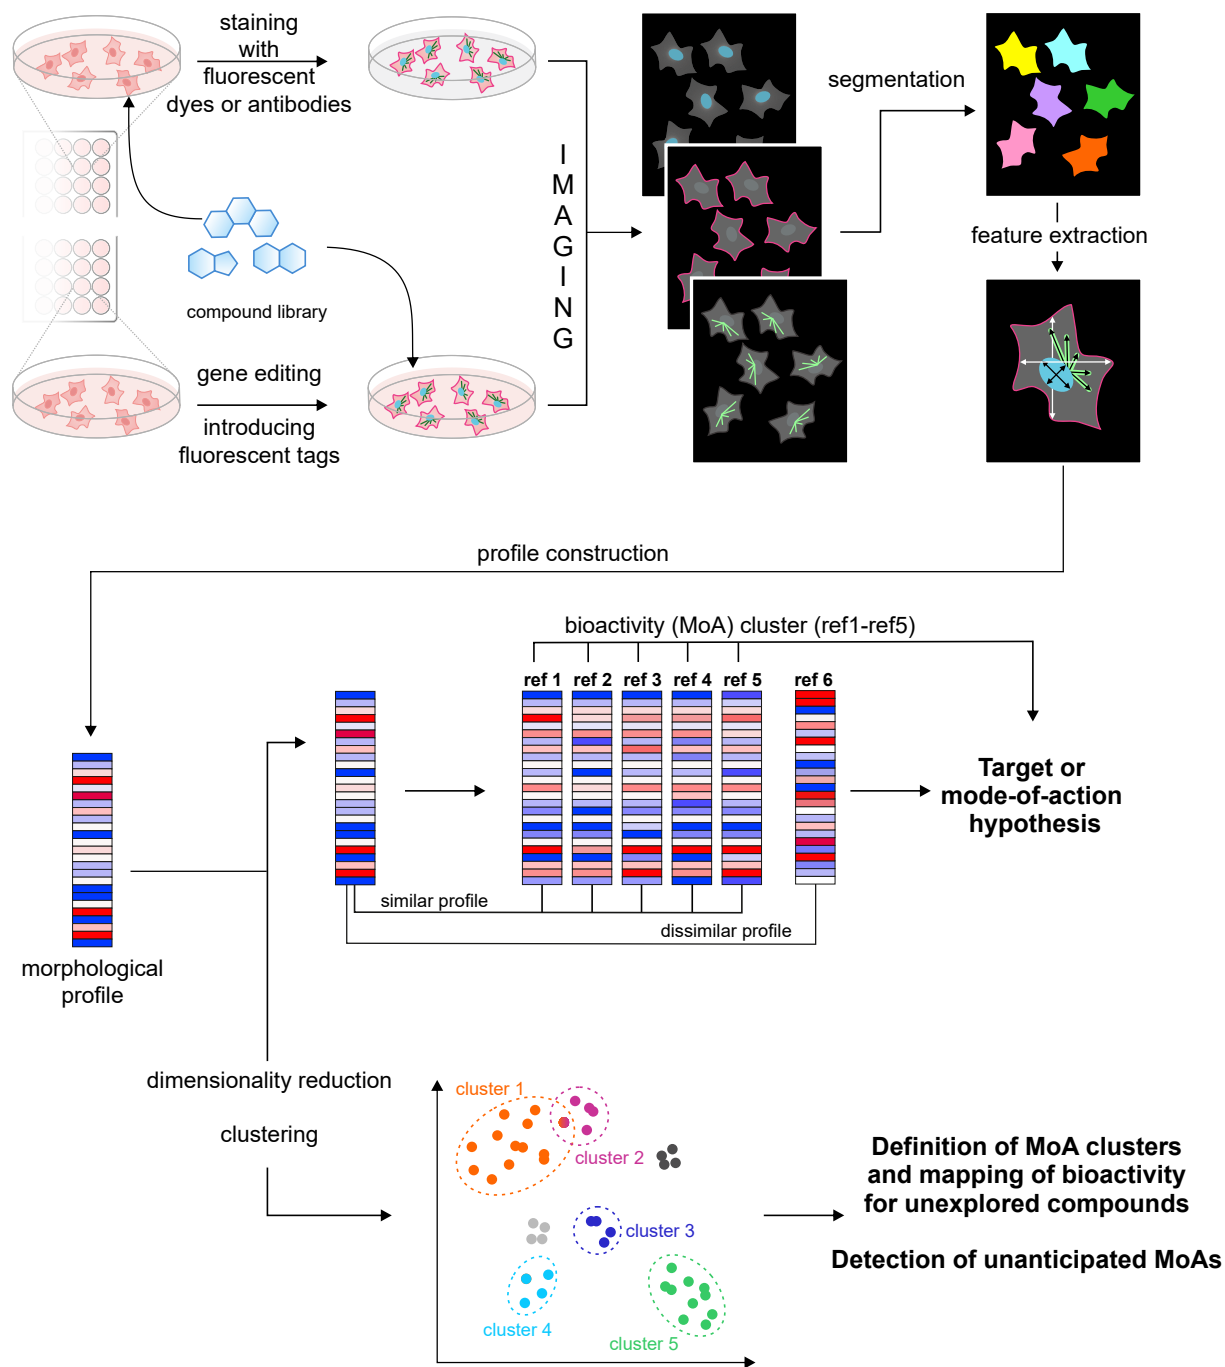 staining
with
fluorescent
dyes or antibodies
compound library
gene editing
introducing
fluorescent tags
IMAGING
segmentation
feature extraction
profile construction
bioactivity (MoA) cluster (ref1-ref5)
ref 1 ref 2 ref 3 ref 4 ref 5 ref 6
similar profile
dissimilar profile
Target or
mode-of-action
hypothesis
morphological
profile
dimensionality reduction
clustering
cluster 1
cluster 2
cluster 3
cluster 4
cluster 5
Definition of MoA clusters
and mapping of bioactivity
for unexplored compounds
Detection of unanticipated MoAs